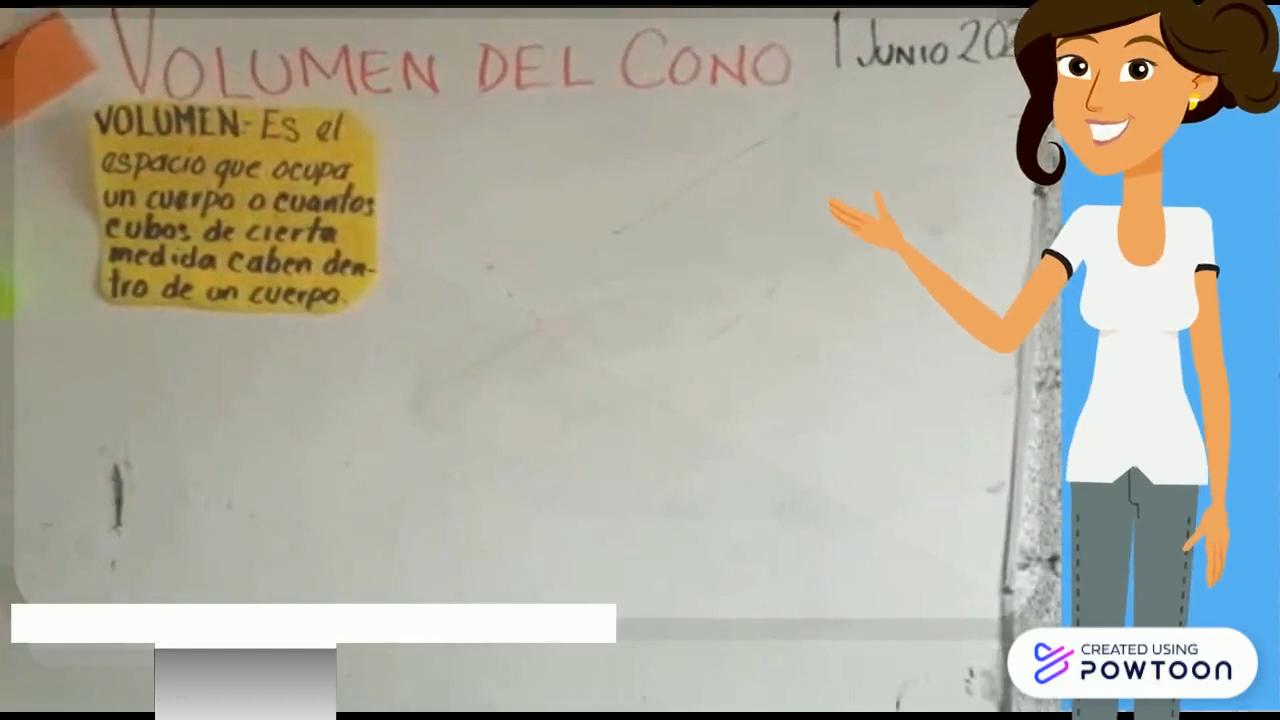 VOLUMEN DEL CONO
1 JUNIO
VOLUMEN- Es el
espacio que ocupa
un cuerpo o cuantos
cubos de cierta
medida caben den-
tro de un cuerpo.
CREATED USING
POWTOON